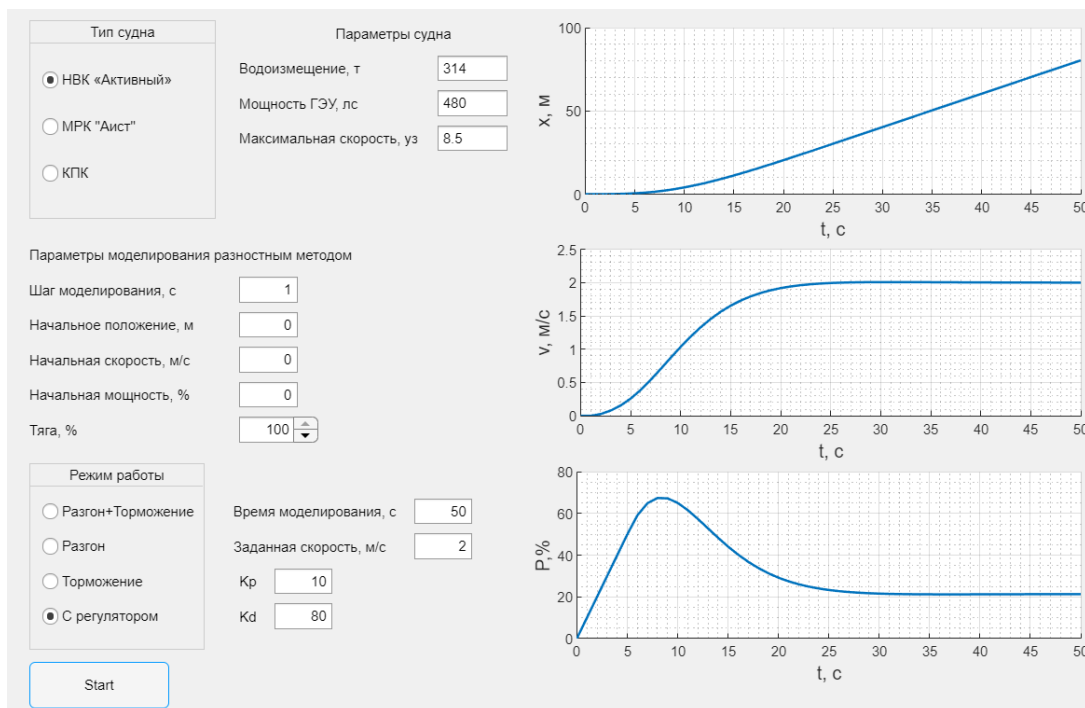 Тип судна
НВК «Активный»
МРК "Аист"
КПК
Параметры судна
Водоизмещение, т 314
Мощность ГЭУ, лс 480
Максимальная скорость, уз 8.5
Параметры моделирования разностным методом
Шаг моделирования, с 1
Начальное положение, м 0
Начальная скорость, м/с 0
Начальная мощность, % 0
Тяга, % 100
Режим работы
Разгон+Торможение
Разгон
Торможение
С регулятором
Время моделирования, с 50
Заданная скорость, м/с 2
Kp 10
Kd 80
Start
100
50
0
x, м
0 5 10 15 20 25 30 35 40 45 50
t, с
2.5
2
1.5
1
0.5
0
v, м/с
0 5 10 15 20 25 30 35 40 45 50
t, с
80
60
40
20
0
P,%
0 5 10 15 20 25 30 35 40 45 50
t, с